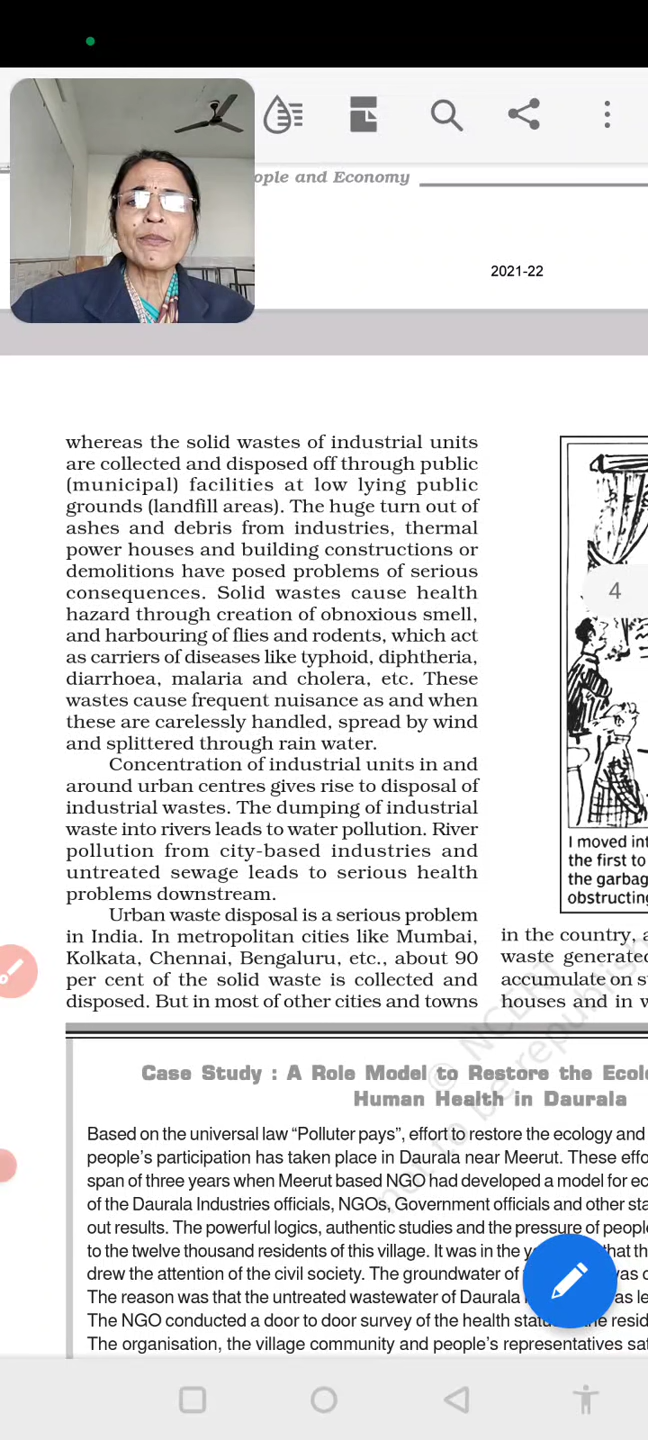 ople and Economy
2021-22
whereas the solid wastes of industrial units
are collected and disposed off through public
(municipal) facilities at low lying public
grounds (landfill areas). The huge turn out of
ashes and debris from industries, thermal
power houses and building constructions or
demolitions have posed problems of serious
consequences. Solid wastes cause health
hazard through creation of obnoxious smell,
and harbouring of flies and rodents, which act
as carriers of diseases like typhoid, diphtheria,
diarrhoea, malaria and cholera, etc. These
wastes cause frequent nuisance as and when
these are carelessly handled, spread by wind
and splittered through rain water.
Concentration of industrial units in and
around urban centres gives rise to disposal of
industrial wastes. The dumping of industrial
waste into rivers leads to water pollution. River
pollution from city-based industries and
untreated sewage leads to serious health
problems downstream.
Urban waste disposal is a serious problem
in India. In metropolitan cities like Mumbai,
Kolkata, Chennai, Bengaluru, etc., about 90
per cent of the solid waste is collected and
disposed. But in most of other cities and towns
4
I moved int
the first to
the garbag
obstructing
in the country, a
waste generate
accumulate on s
houses and in w
© NCERT
not to be republish
Case Study : A Role Model to Restore the Ecol
Human Health in Daurala
Based on the universal law “Polluter pays”, effort to restore the ecology and
people’s participation has taken place in Daurala near Meerut. These effo
span of three years when Meerut based NGO had developed a model for ec
of the Daurala Industries officials, NGOs, Government officials and other sta
out results. The powerful logics, authentic studies and the pressure of people
to the twelve thousand residents of this village. It was in the y that th
drew the attention of the civil society. The groundwater of was c
The reason was that the untreated wastewater of Daurala as le
The NGO conducted a door to door survey of the health stat e resid
The organisation, the village community and people’s representatives sat